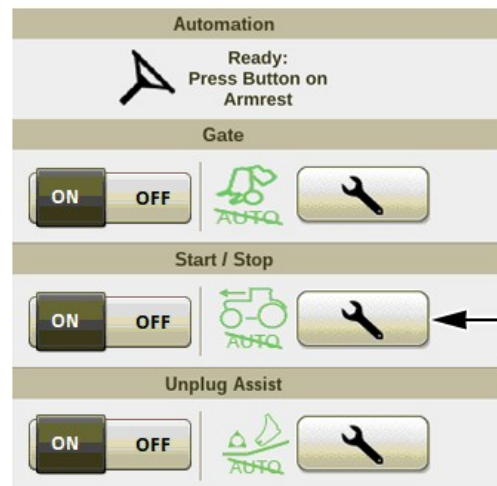 Automation
Ready:
Press Button on
Armrest
Gate
ON OFF
AUTO
Start / Stop
ON OFF
AUTO
Unplug Assist
ON OFF
AUTO